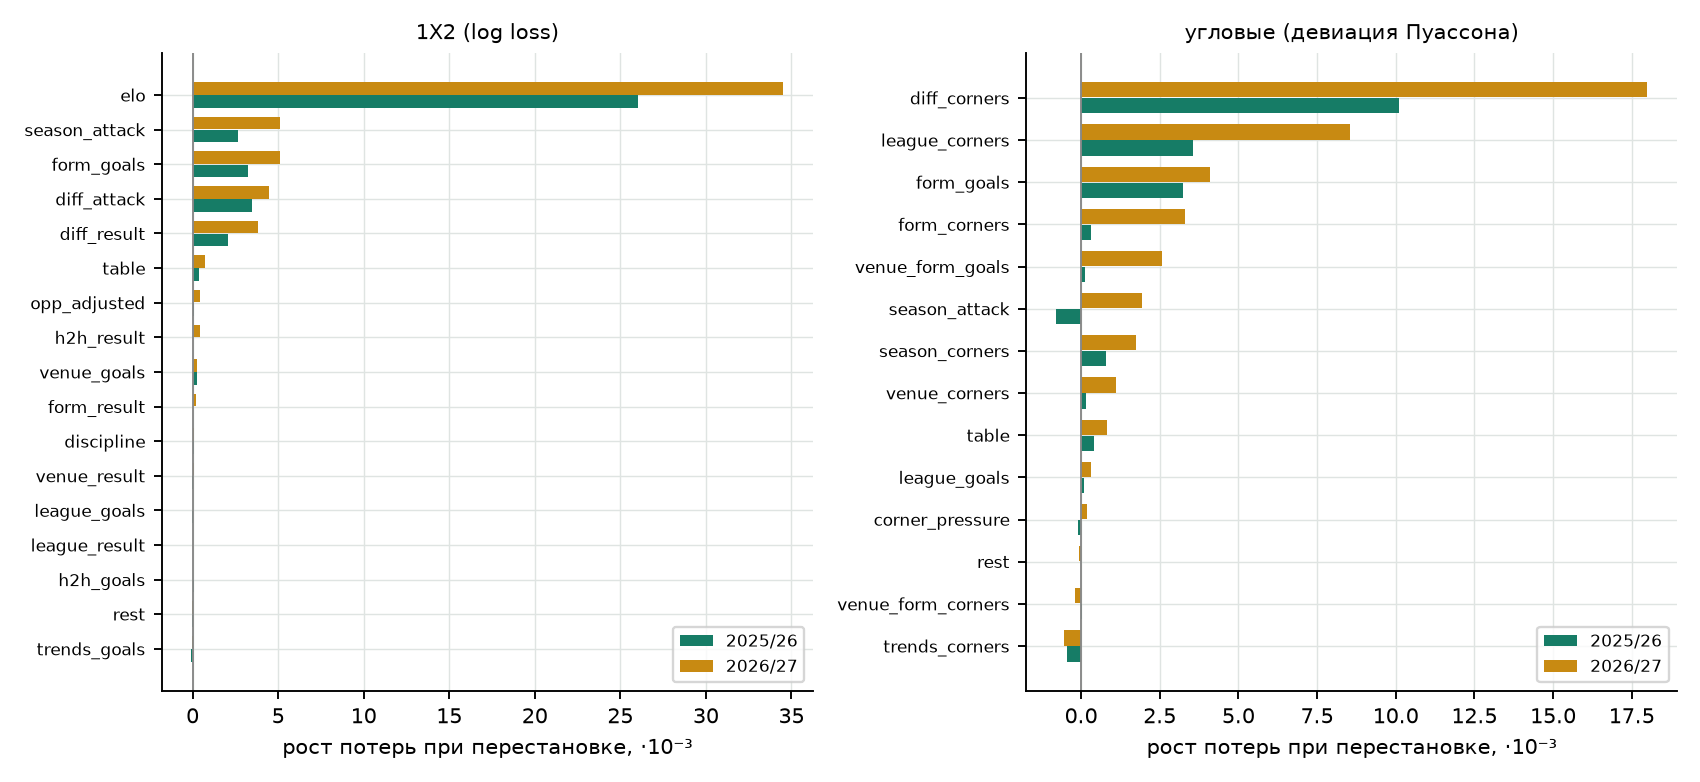 1X2 (log loss)
elo
season_attack
form_goals
diff_attack
diff_result
table
opp_adjusted
h2h_result
venue_goals
form_result
discipline
venue_result
league_goals
league_result
h2h_goals
rest
trends_goals
2025/26
2026/27
0 5 10 15 20 25 30 35
рост потерь при перестановке, ·10⁻³
угловые (девиация Пуассона)
diff_corners
league_corners
form_goals
form_corners
venue_form_goals
season_attack
season_corners
venue_corners
table
league_goals
corner_pressure
rest
venue_form_corners
trends_corners
2025/26
2026/27
0.0 2.5 5.0 7.5 10.0 12.5 15.0 17.5
рост потерь при перестановке, ·10⁻³